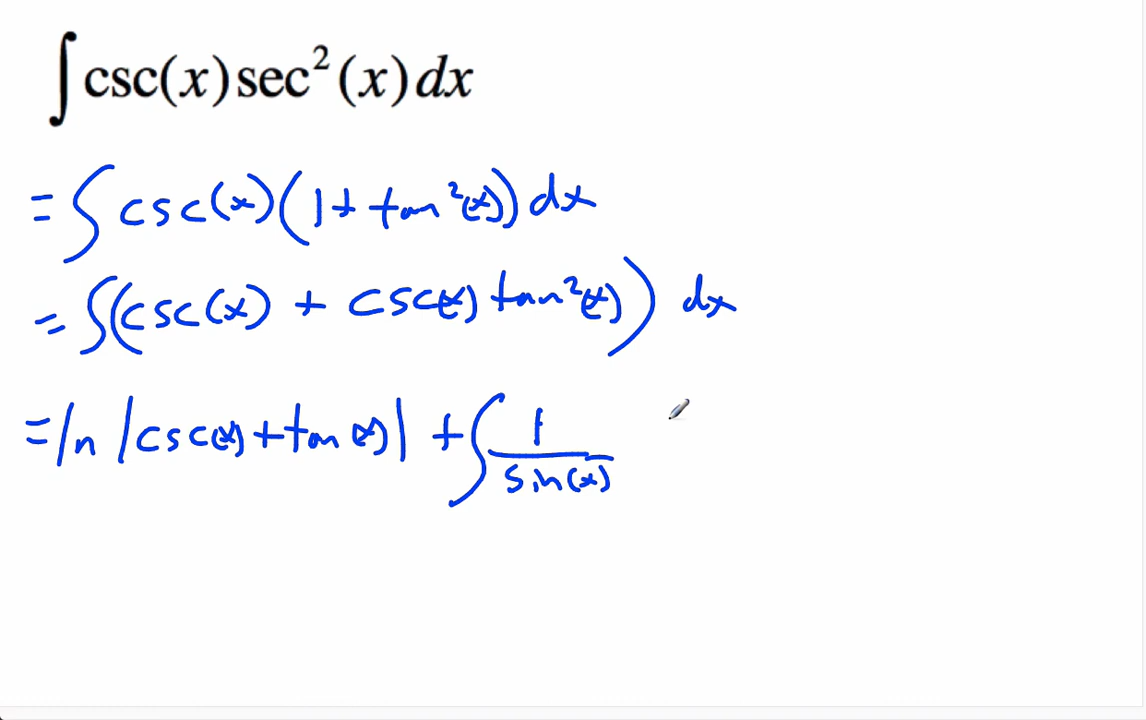 ∫ csc(x) sec²(x) dx
= ∫ csc(x)(1 + tan²(x)) dx
= ∫(csc(x) + csc(x) tan²(x)) dx
= ln |csc(x) + tan(x)| + ∫ 1/sin(x)